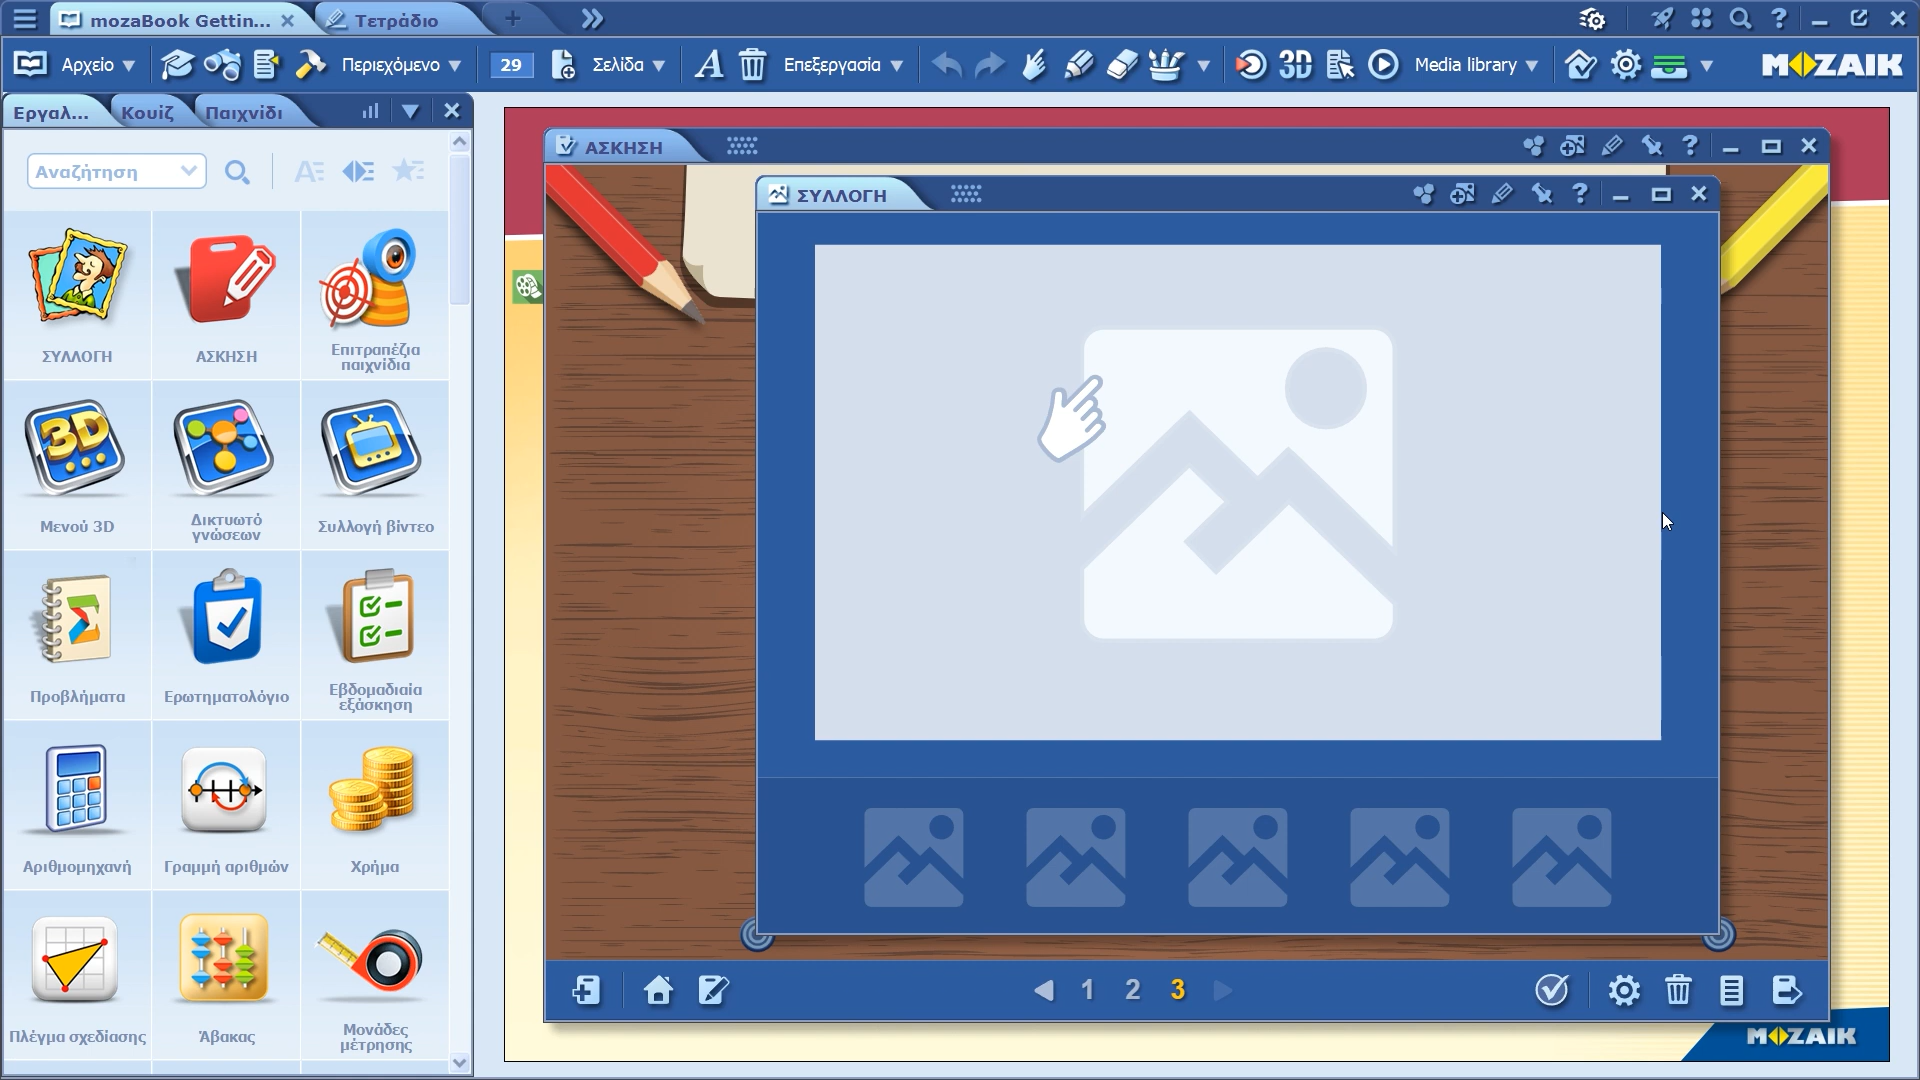 mozaBook Gettin...
Τετράδιο
Αρχείο
Περιεχόμενο
29
Σελίδα
Επεξεργασία
3D
Media library
MOZAIK
Εργαλ...
Κουίζ
Παιχνίδι
Αναζήτηση
ΣΥΛΛΟΓΗ
ΑΣΚΗΣΗ
Επιτραπέζια
παιχνίδια
3D
Μενού 3D
Δικτυωτό
γνώσεων
Συλλογή βίντεο
Προβλήματα
Ερωτηματολόγιο
Εβδομαδιαία
εξάσκηση
Αριθμομηχανή
Γραμμή αριθμών
Χρήμα
Πλέγμα σχεδίασης
Άβακας
Μονάδες
μέτρησης
ΑΣΚΗΣΗ
ΣΥΛΛΟΓΗ
1 2 3
MOZAIK